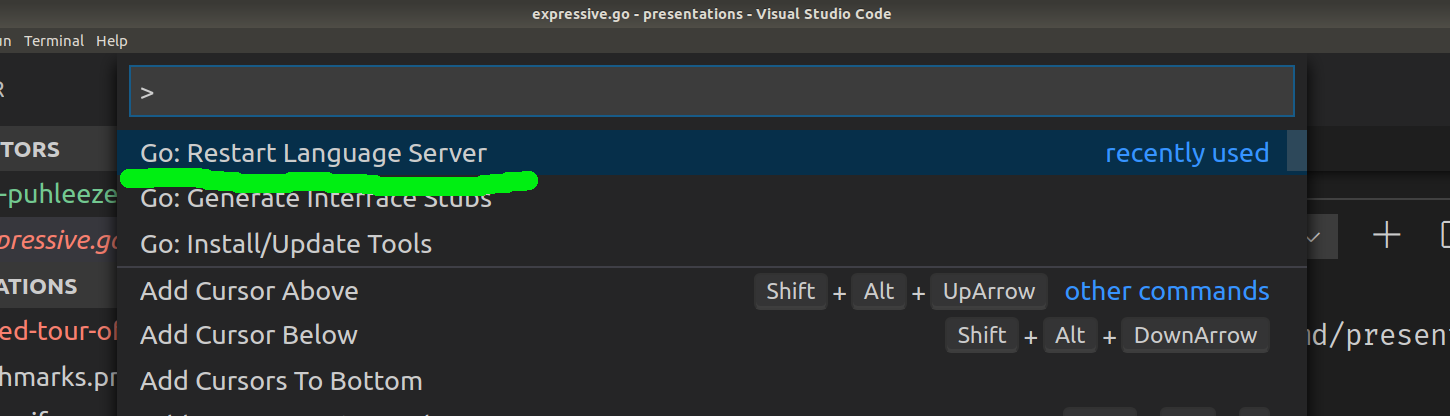 expressive.go - presentations - Visual Studio Code
Terminal Help
>
TORS
Go: Restart Language Server recently used
-puhleeze
Go: Generate Interface Stubs
pressive.go
Go: Install/Update Tools
ATIONS
Add Cursor Above Shift + Alt + UpArrow other commands
ed-tour-of
Add Cursor Below Shift + Alt + DownArrow
nd/present
hmarks.pr
Add Cursors To Bottom